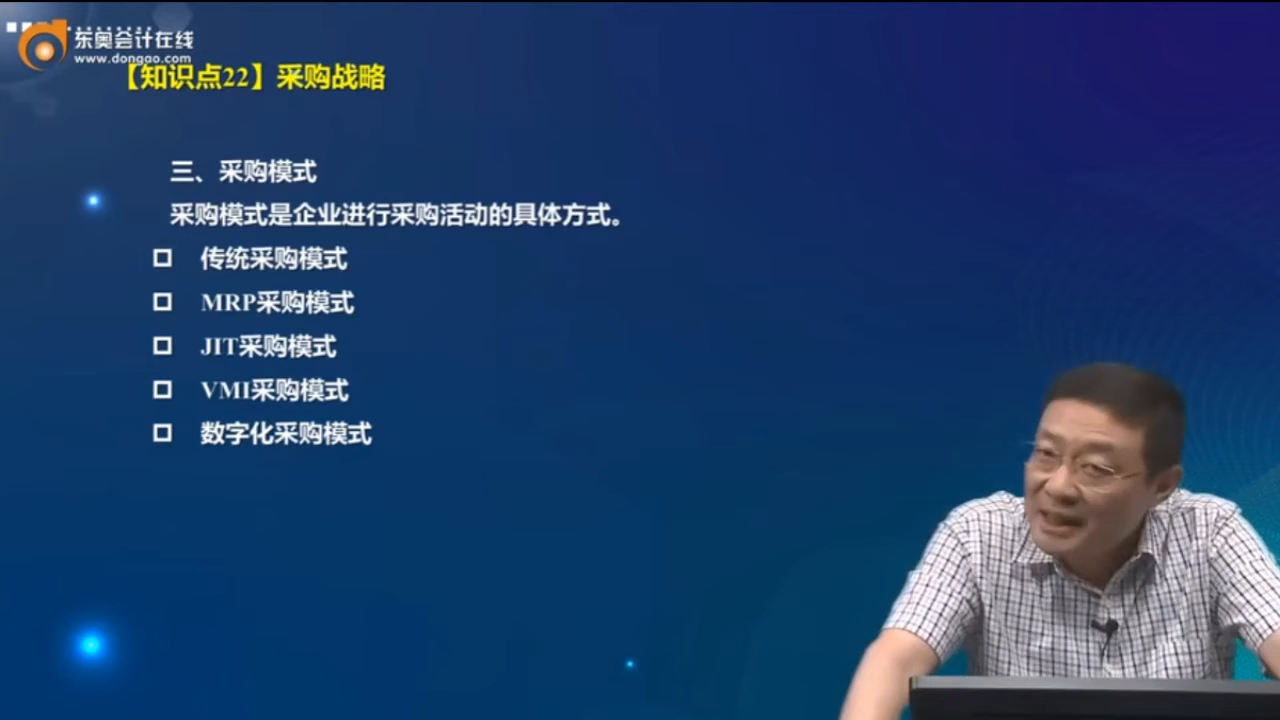 东奥会计在线
www.dongao.com
【知识点22】采购战略
三、采购模式
采购模式是企业进行采购活动的具体方式。
传统采购模式
MRP采购模式
JIT采购模式
VMI采购模式
数字化采购模式